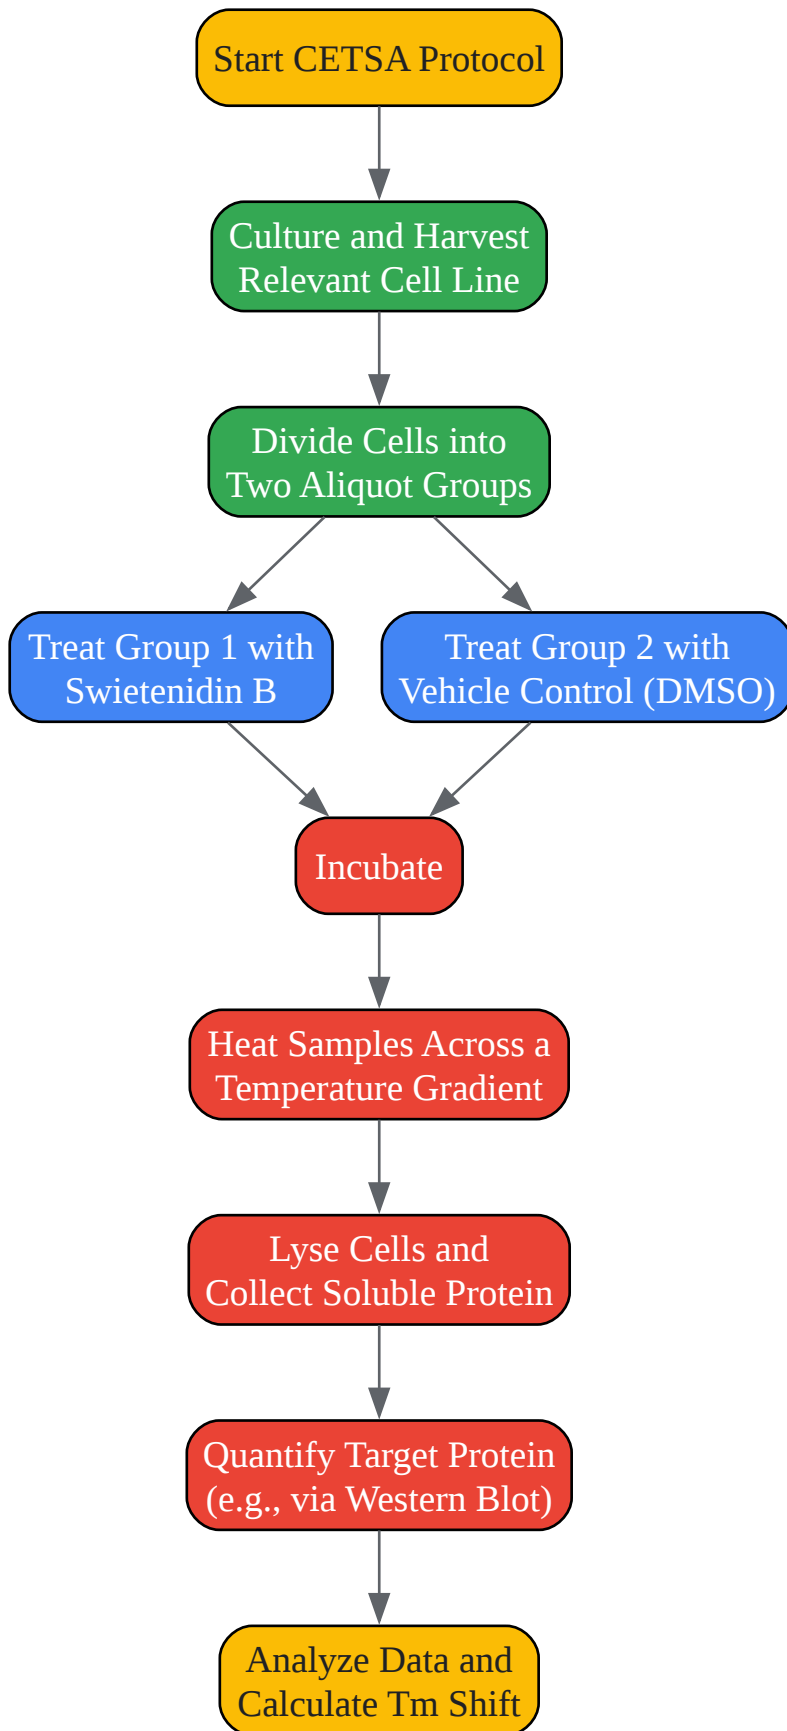 Start CETSA Protocol
Culture and Harvest
Relevant Cell Line
Divide Cells into
Two Aliquot Groups
Treat Group 1 with
Swietenidin B
Treat Group 2 with
Vehicle Control (DMSO)
Incubate
Heat Samples Across a
Temperature Gradient
Lyse Cells and
Collect Soluble Protein
Quantify Target Protein
(e.g., via Western Blot)
Analyze Data and
Calculate Tm Shift